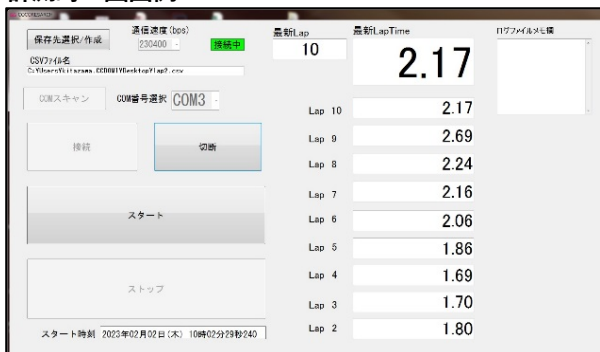 保存先選択/作成
通信速度(bps)
230400
接続中
CSVファイル名
COMスキャン
COM番号選択 COM3
接続
切断
スタート
ストップ
スタート時刻 2023年02月02日(木) 10時02分29秒240
最新Lap
10
最新LapTime
2.17
Lap 10 2.17
Lap 9 2.69
Lap 8 2.24
Lap 7 2.16
Lap 6 2.06
Lap 5 1.86
Lap 4 1.69
Lap 3 1.70
Lap 2 1.80
ログファイルメモ欄